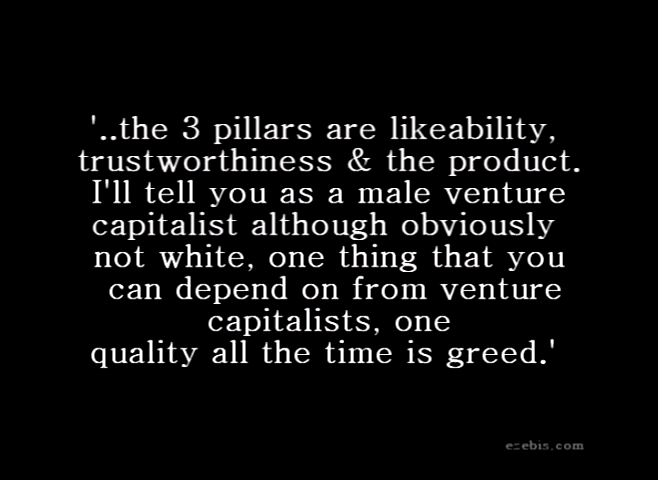 '..the 3 pillars are likeability,
trustworthiness & the product.
I'll tell you as a male venture
capitalist although obviously
not white, one thing that you
can depend on from venture
capitalists, one
quality all the time is greed.'
ezebis.com